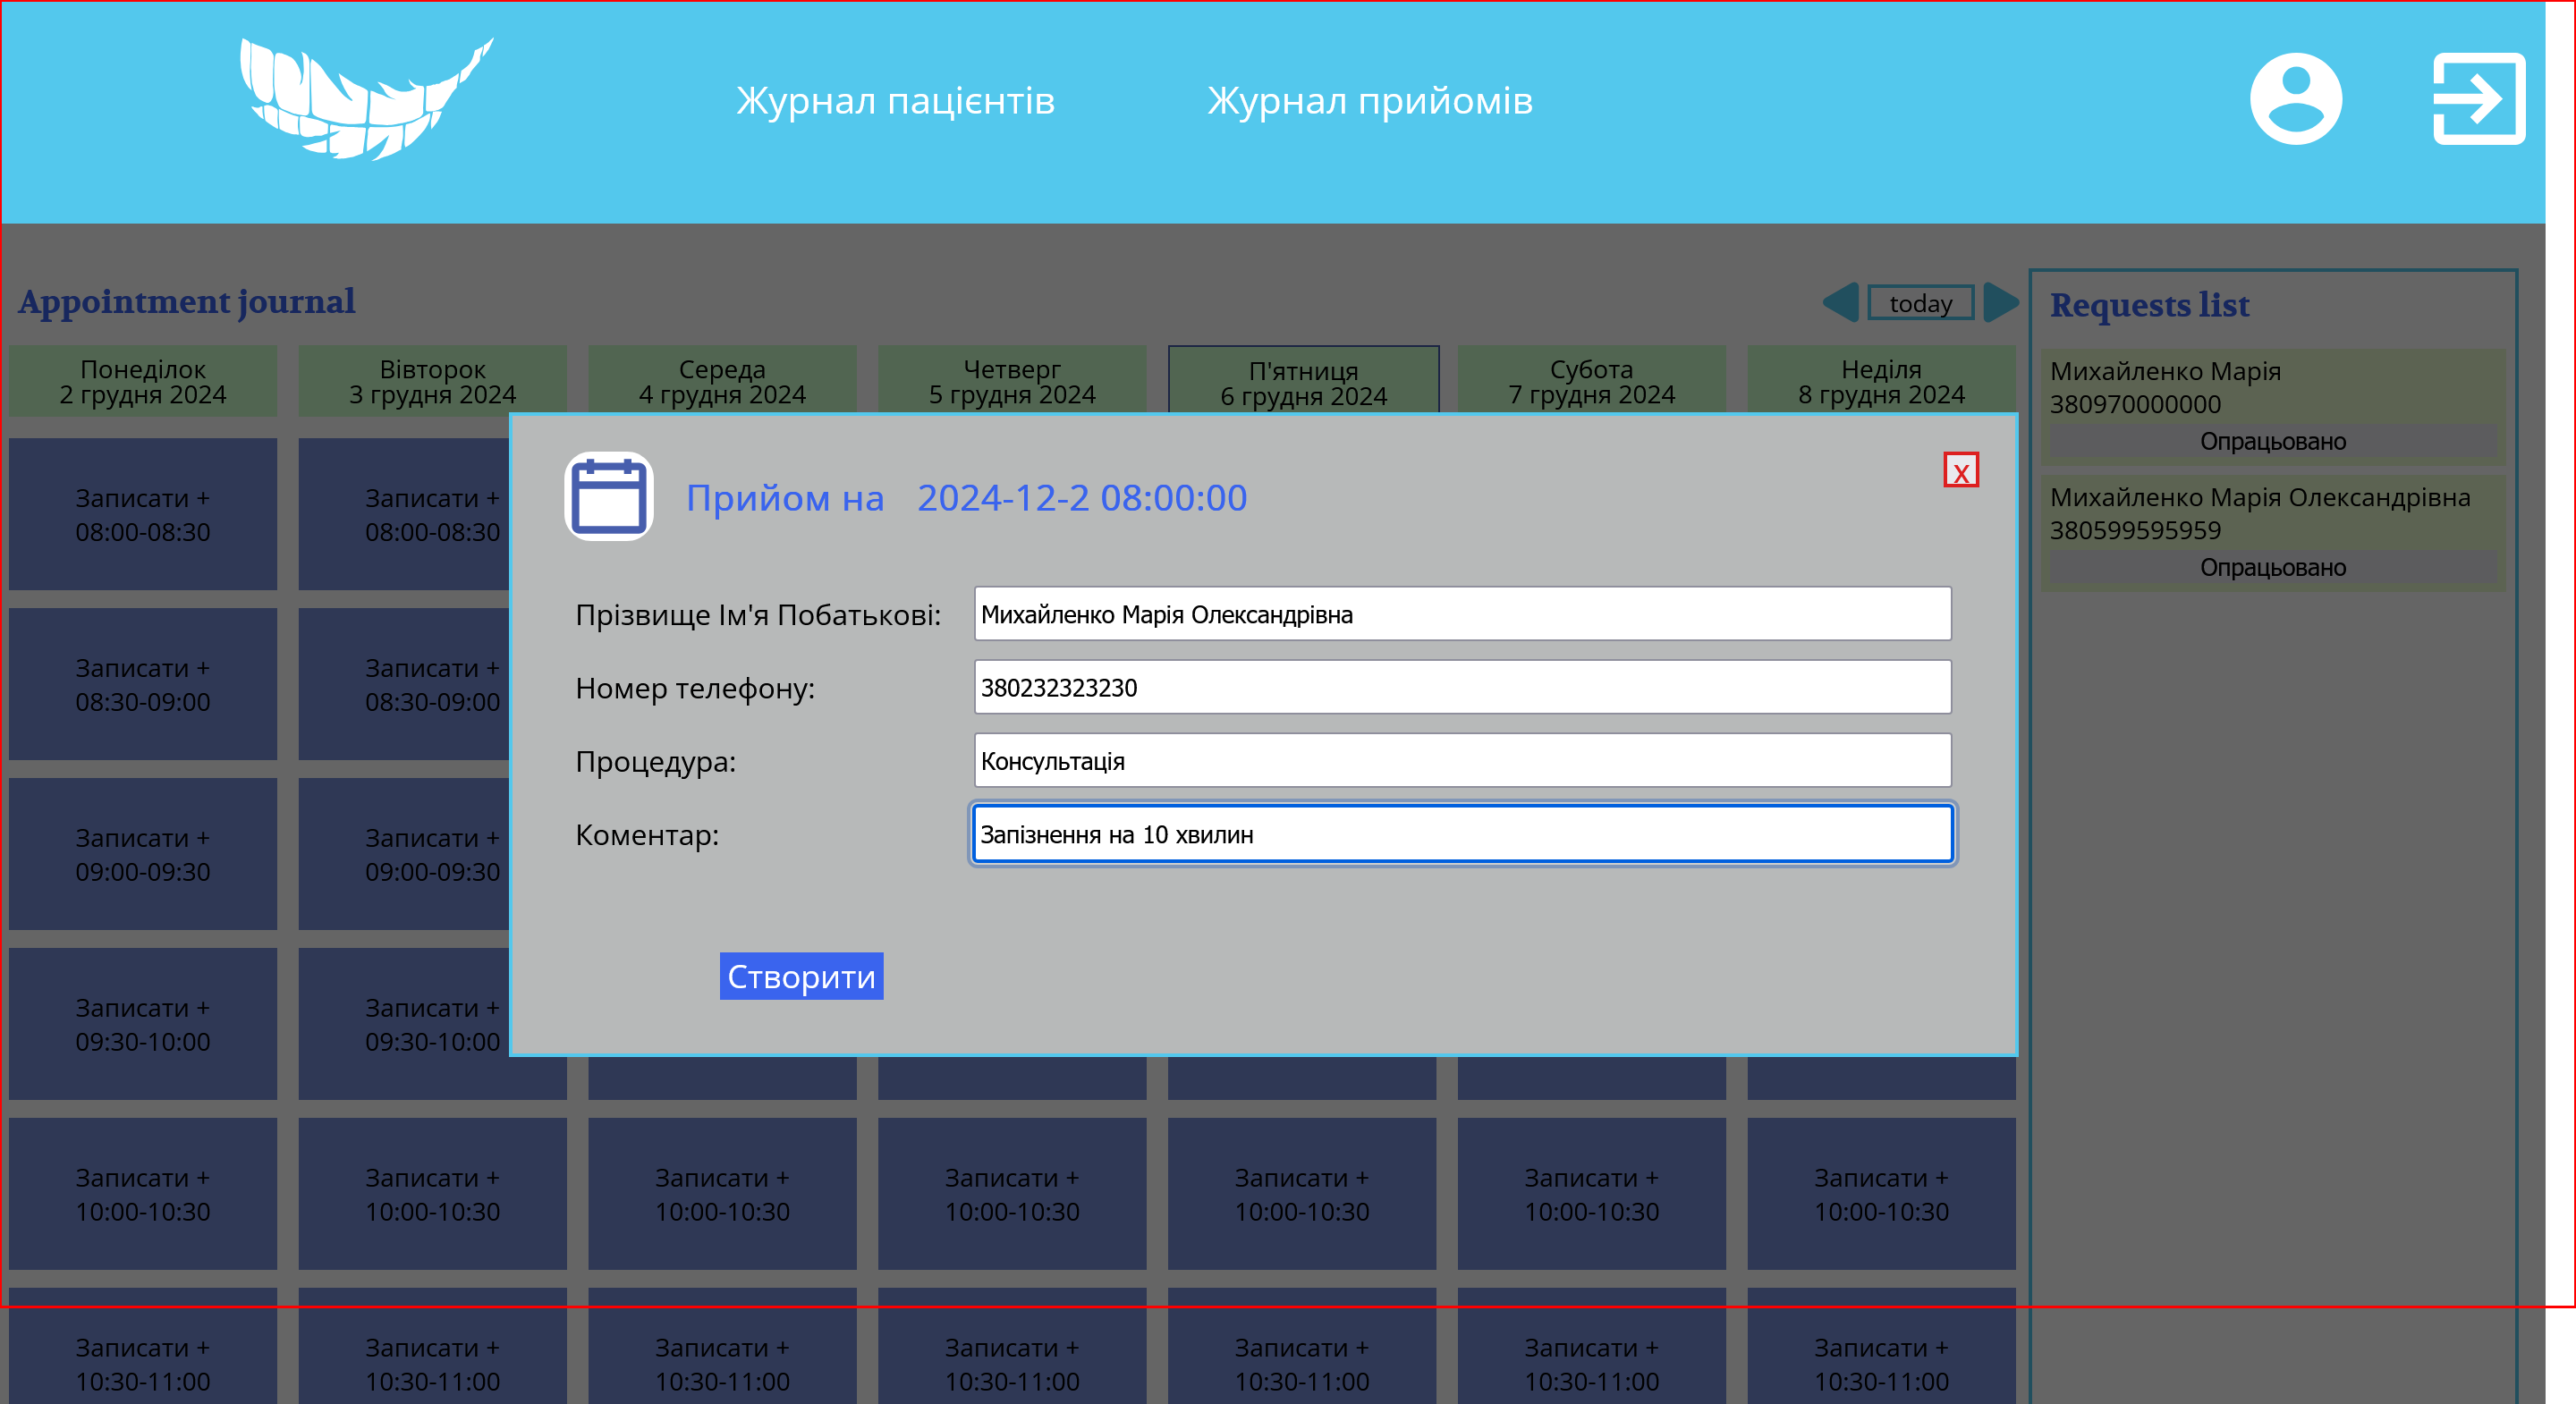 Журнал пацієнтів
Журнал прийомів
Appointment journal
today
Requests list
Понеділок
2 грудня 2024
Вівторок
3 грудня 2024
Середа
4 грудня 2024
Четверг
5 грудня 2024
П'ятниця
6 грудня 2024
Субота
7 грудня 2024
Неділя
8 грудня 2024
Михайленко Марія
380970000000
Опрацьовано
Михайленко Марія Олександрівна
380599595959
Опрацьовано
Прийом на 2024-12-2 08:00:00
X
Прізвище Ім'я Побатькові:
Михайленко Марія Олександрівна
Номер телефону:
380232323230
Процедура:
Консультація
Коментар:
Запізнення на 10 хвилин
Створити
Записати +
08:00-08:30
Записати +
08:00-08:30
Записати +
08:30-09:00
Записати +
08:30-09:00
Записати +
09:00-09:30
Записати +
09:00-09:30
Записати +
09:30-10:00
Записати +
09:30-10:00
Записати +
10:00-10:30
Записати +
10:00-10:30
Записати +
10:00-10:30
Записати +
10:00-10:30
Записати +
10:00-10:30
Записати +
10:00-10:30
Записати +
10:00-10:30
Записати +
10:30-11:00
Записати +
10:30-11:00
Записати +
10:30-11:00
Записати +
10:30-11:00
Записати +
10:30-11:00
Записати +
10:30-11:00
Записати +
10:30-11:00